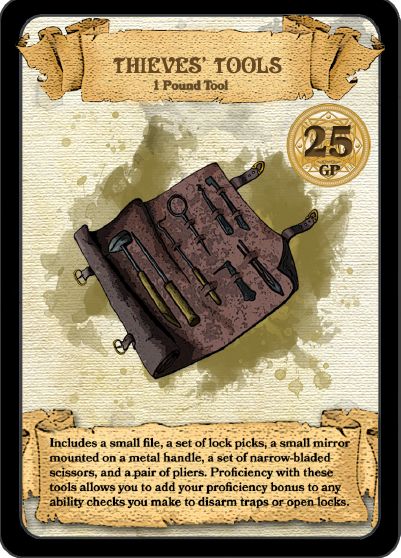 THIEVES' TOOLS
1 Pound Tool
25
GP
Includes a small file, a set of lock picks, a small mirror
mounted on a metal handle, a set of narrow-bladed
scissors, and a pair of pliers. Proficiency with these
tools allows you to add your proficiency bonus to any
ability checks you make to disarm traps or open locks.